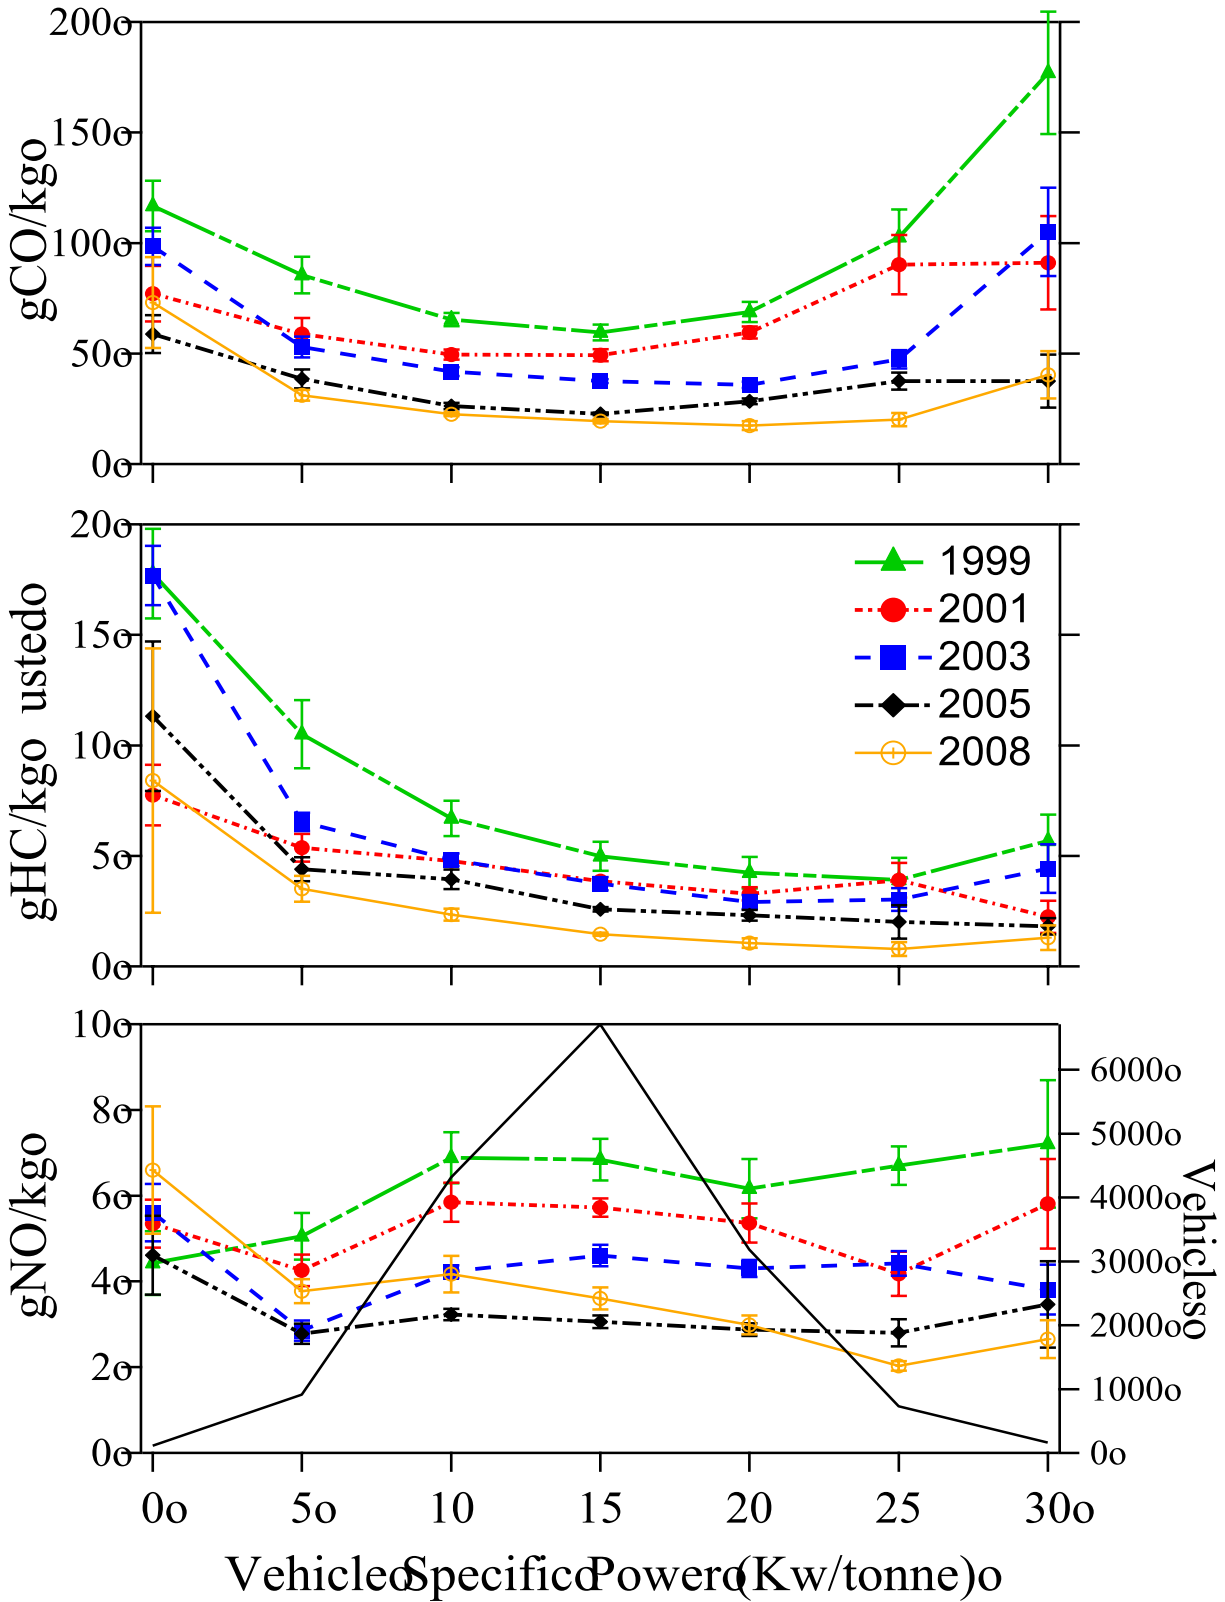 200o
150o
100o
50o
0o
gCO/kgo
20o
15o
10o
5o
0o
gHC/kgo ustedo
1999
2001
2003
2005
2008
10o
8o
6o
4o
2o
0o
gNO/kgo
6000o
5000o
4000o
3000o
2000o
1000o
0o
Vehicleso
0o 5o 10 15 20 25 30o
Vehicleo Specifico Powero (Kw/tonne)o